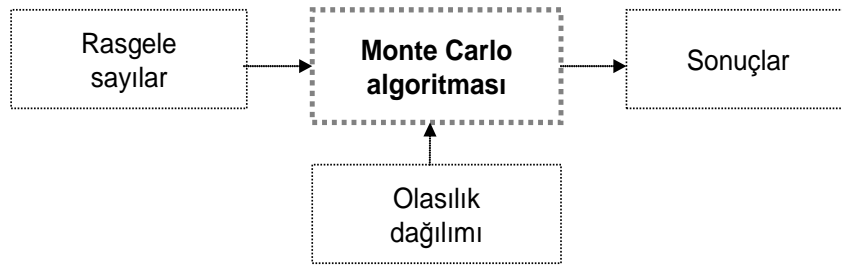 Rasgele
sayılar
Monte Carlo
algoritması
Sonuçlar
Olasılık
dağılımı